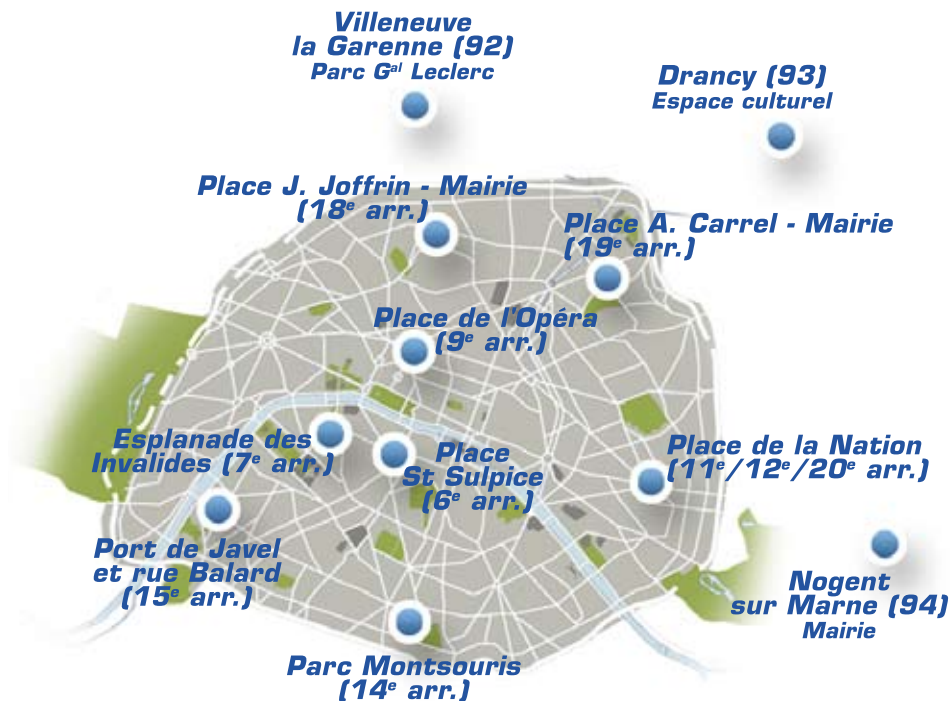 Villeneuve
la Garenne (92)
Parc Gal Leclerc
Drancy (93)
Espace culturel
Place J. Joffrin - Mairie
(18e arr.)
Place A. Carrel - Mairie
(19e arr.)
Place de l'Opéra
(9e arr.)
Esplanade des
Invalides (7e arr.)
Place
St Sulpice
(6e arr.)
Place de la Nation
(11e/12e/20e arr.)
Port de Javel
et rue Balard
(15e arr.)
Nogent
sur Marne (94)
Mairie
Parc Montsouris
(14e arr.)